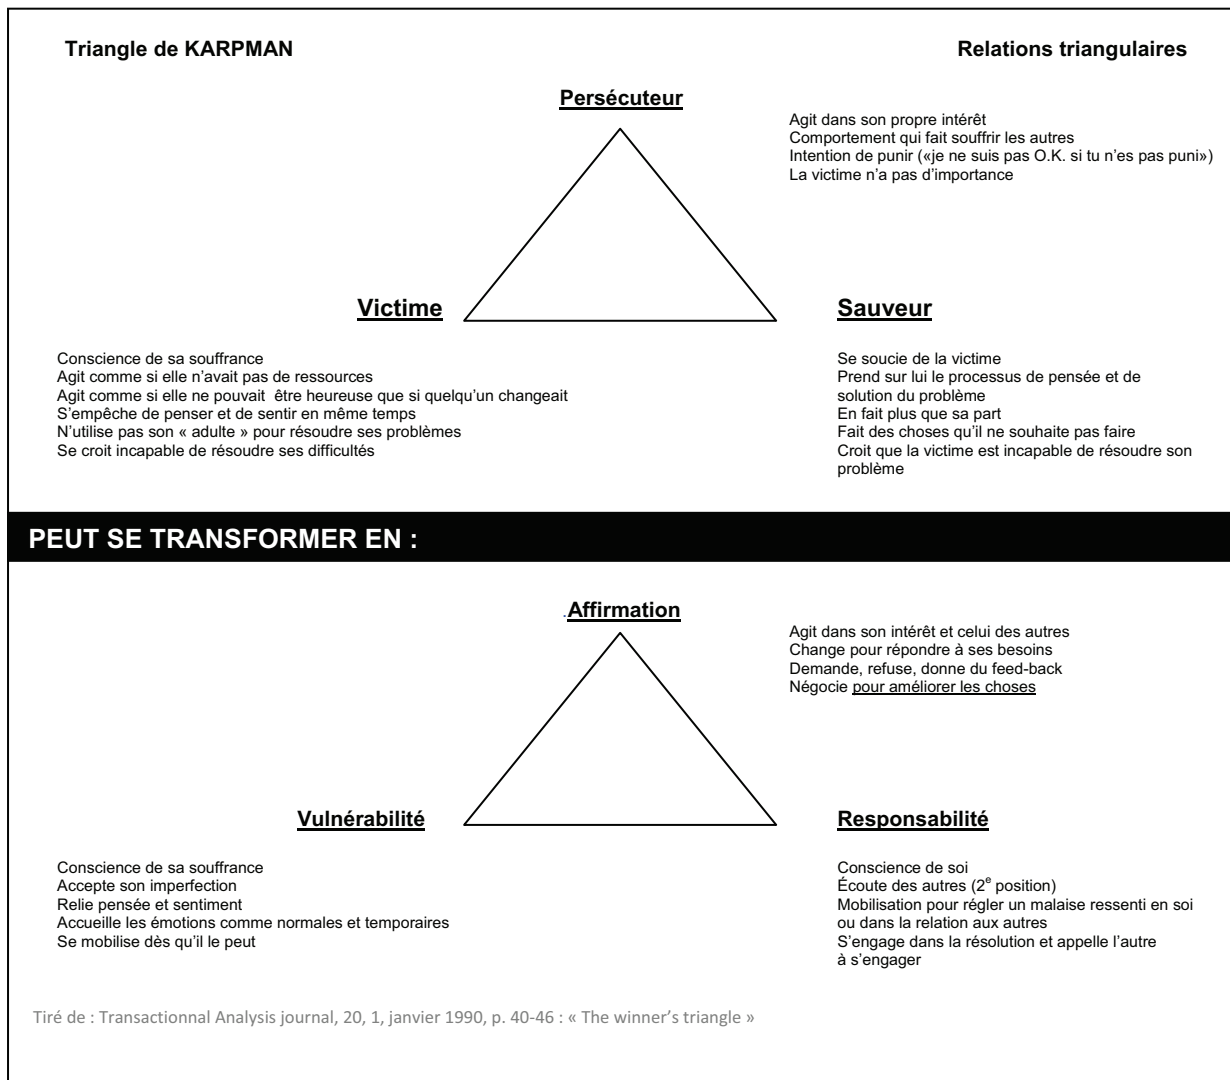 Triangle de KARPMAN
Relations triangulaires
Persécuteur
Agit dans son propre intérêt
Comportement qui fait souffrir les autres
Intention de punir («je ne suis pas O.K. si tu n'es pas puni»)
La victime n'a pas d'importance
Victime
Sauveur
Conscience de sa souffrance
Agit comme si elle n'avait pas de ressources
Agit comme si elle ne pouvait  être heureuse que si quelqu'un changeait
S'empêche de penser et de sentir en même temps
N'utilise pas son « adulte » pour résoudre ses problèmes
Se croit incapable de résoudre ses difficultés
Se soucie de la victime
Prend sur lui le processus de pensée et de
solution du problème
En fait plus que sa part
Fait des choses qu'il ne souhaite pas faire
Croit que la victime est incapable de résoudre son
problème
PEUT SE TRANSFORMER EN :
.Affirmation
Agit dans son intérêt et celui des autres
Change pour répondre à ses besoins
Demande, refuse, donne du feed-back
Négocie pour améliorer les choses
Vulnérabilité
Responsabilité
Conscience de sa souffrance
Accepte son imperfection
Relie pensée et sentiment
Accueille les émotions comme normales et temporaires
Se mobilise dès qu'il le peut
Conscience de soi
Écoute des autres (2e position)
Mobilisation pour régler un malaise ressenti en soi
ou dans la relation aux autres
S'engage dans la résolution et appelle l'autre
à s'engager
Tiré de : Transactionnal Analysis journal, 20, 1, janvier 1990, p. 40-46 : « The winner's triangle »